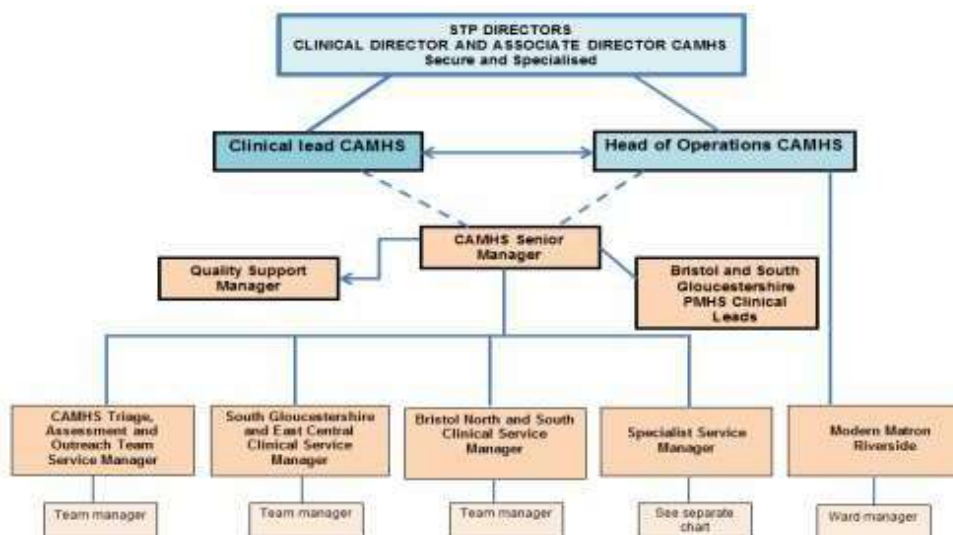 STP DIRECTORS
CLINICAL DIRECTOR AND ASSOCIATE DIRECTOR CAMHS
Secure and Specialised
Clinical lead CAMHS
Head of Operations CAMHS
CAMHS Senior
Manager
Quality Support
Manager
Bristol and South
Gloucestershire
PMHS Clinical
Leads
CAMHS Triage,
Assessment and
Outreach Team
Service Manager
South Gloucestershire
and East Central
Clinical Service
Manager
Bristol North and South
Clinical Service
Manager
Specialist Service
Manager
Modern Matron
Riverside
Team manager
Team manager
Team manager
See separate
chart
Ward manager